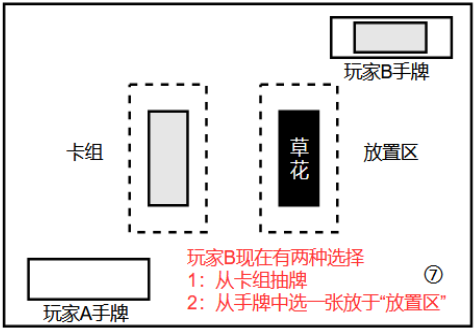 玩家B手牌
卡组
草花
放置区
玩家B现在有两种选择
1：从卡组抽牌
2：从手牌中选一张放于“放置区”
⑦
玩家A手牌